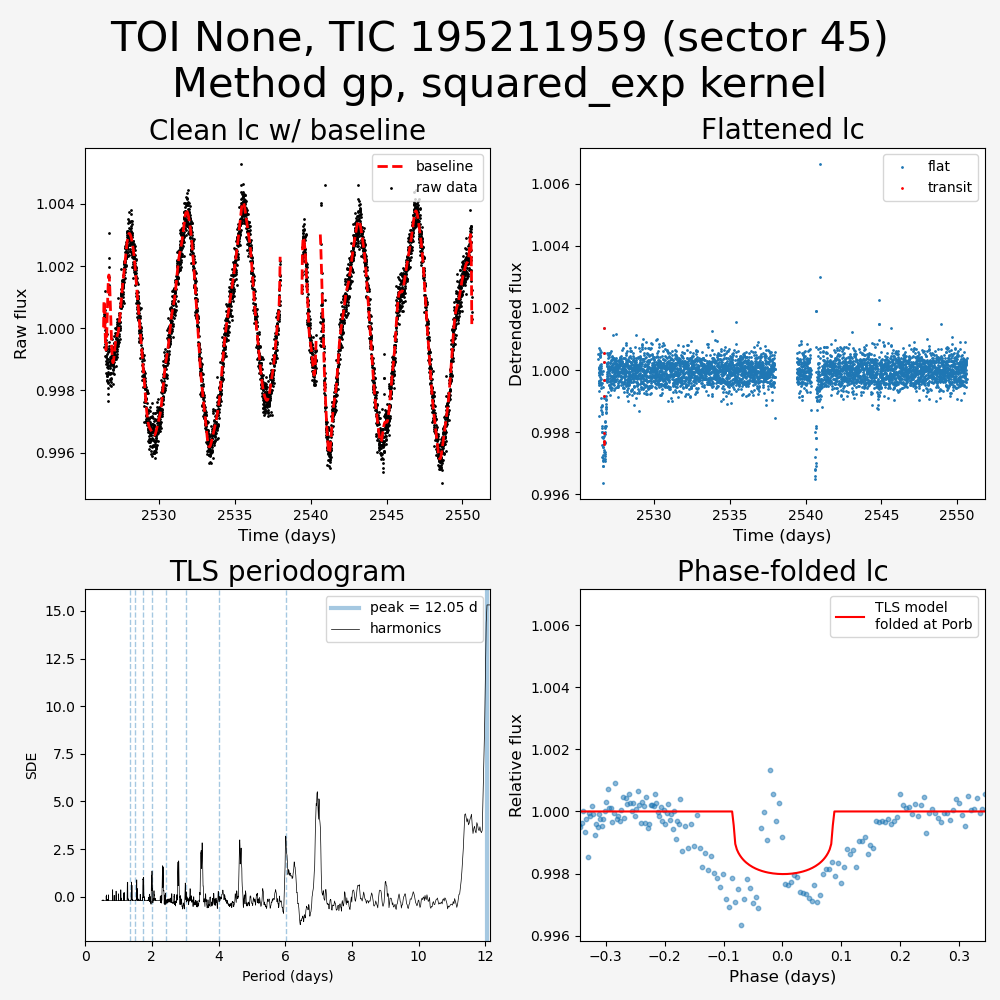 TOI None, TIC 195211959 (sector 45)
Method gp, squared_exp kernel
Clean lc w/ baseline
baseline
raw data
Raw flux
1.004
1.002
1.000
0.998
0.996
2530 2535 2540 2545 2550
Time (days)
Flattened lc
flat
transit
Detrended flux
1.006
1.004
1.002
1.000
0.998
0.996
2530 2535 2540 2545 2550
Time (days)
TLS periodogram
peak = 12.05 d
harmonics
SDE
15.0
12.5
10.0
7.5
5.0
2.5
0.0
0 2 4 6 8 10 12
Period (days)
Phase-folded lc
TLS model
folded at Porb
Relative flux
1.006
1.004
1.002
1.000
0.998
0.996
−0.3 −0.2 −0.1 0.0 0.1 0.2 0.3
Phase (days)